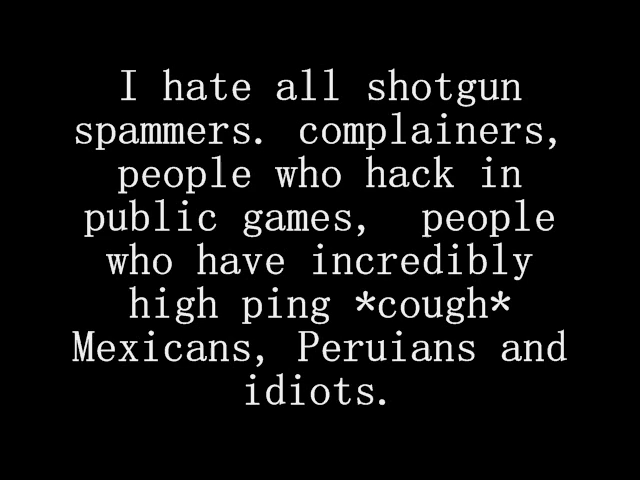 I hate all shotgun
spammers. complainers,
people who hack in
public games,  people
who have incredibly
high ping *cough*
Mexicans, Peruians and
idiots.